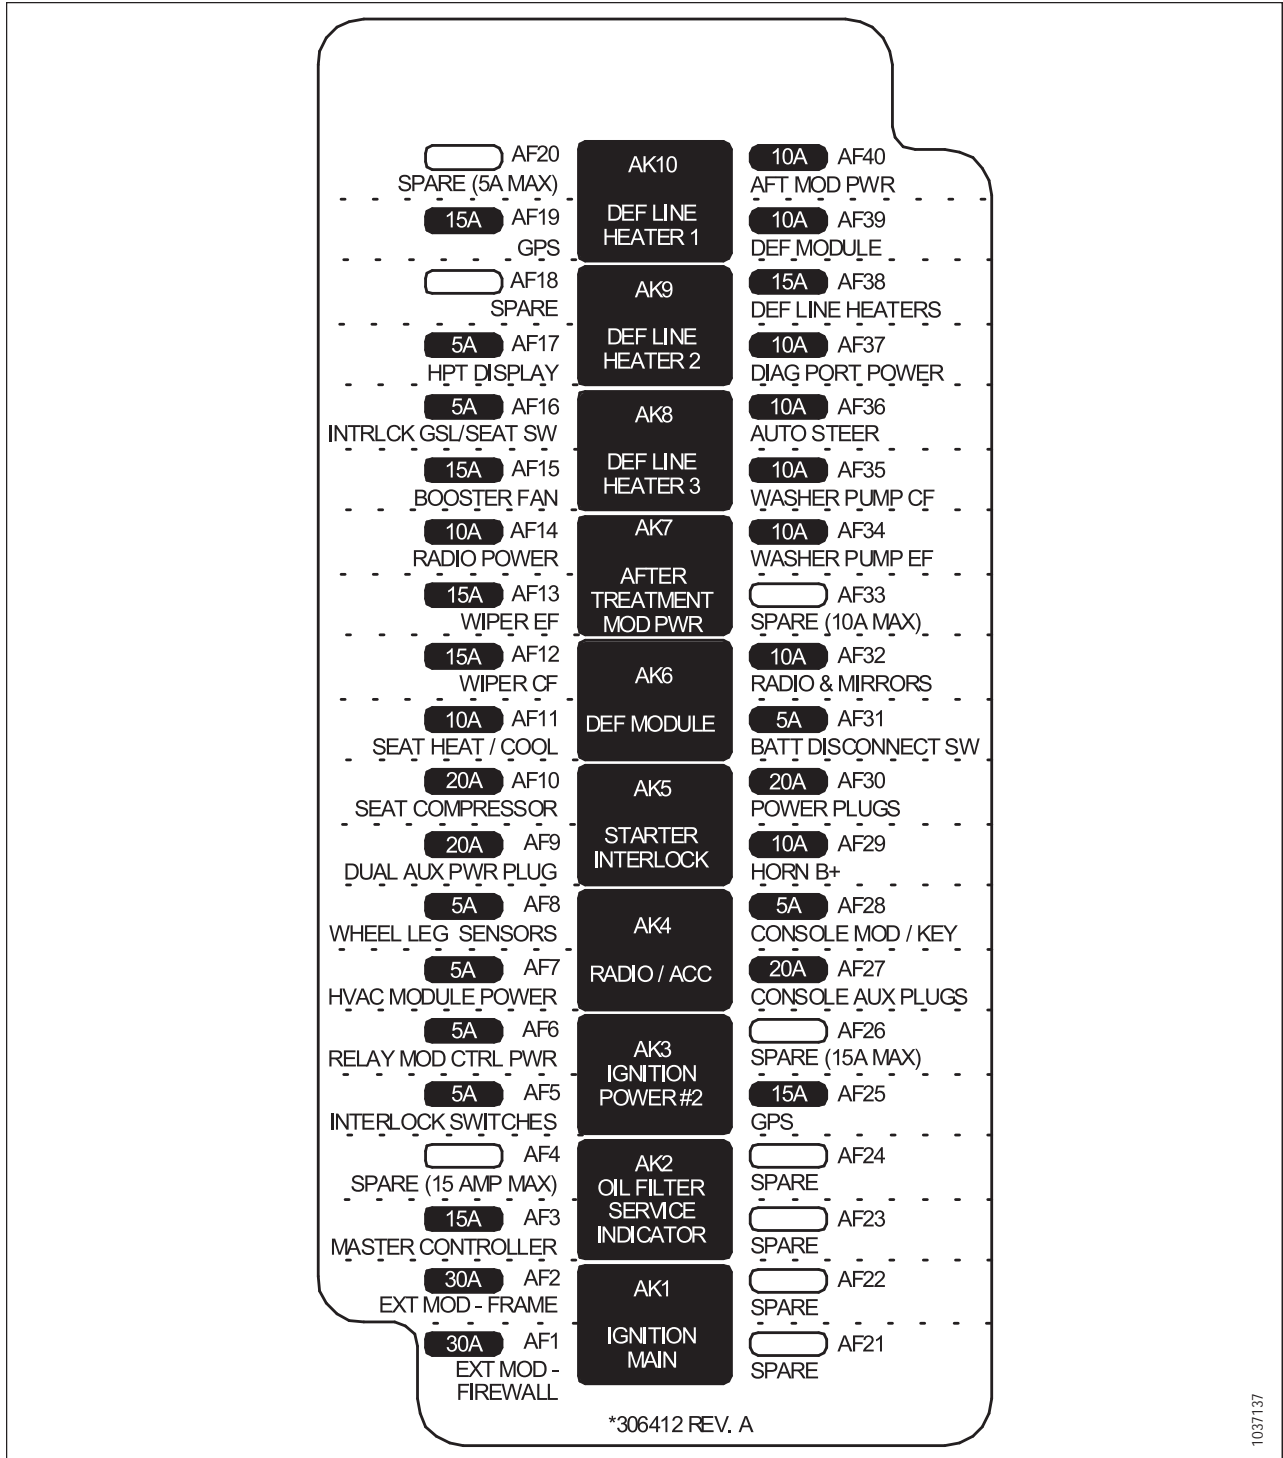 AF20
SPARE (5A MAX)
15A AF19
GPS
AF18
SPARE
5A AF17
HPT DISPLAY
5A AF16
INTRLCK GSL/SEAT SW
15A AF15
BOOSTER FAN
10A AF14
RADIO POWER
15A AF13
WIPER EF
15A AF12
WIPER CF
10A AF11
SEAT HEAT / COOL
20A AF10
SEAT COMPRESSOR
20A AF9
DUAL AUX PWR PLUG
5A AF8
WHEEL LEG SENSORS
5A AF7
HVAC MODULE POWER
5A AF6
RELAY MOD CTRL PWR
5A AF5
INTERLOCK SWITCHES
AF4
SPARE (15 AMP MAX)
15A AF3
MASTER CONTROLLER
30A AF2
EXT MOD - FRAME
30A AF1
EXT MOD -
FIREWALL
AK10
DEF LINE
HEATER 1
AK9
DEF LINE
HEATER 2
AK8
DEF LINE
HEATER 3
AK7
AFTER
TREATMENT
MOD PWR
AK6
DEF MODULE
AK5
STARTER
INTERLOCK
AK4
RADIO / ACC
AK3
IGNITION
POWER #2
AK2
OIL FILTER
SERVICE
INDICATOR
AK1
IGNITION
MAIN
10A AF40
AFT MOD PWR
10A AF39
DEF MODULE
15A AF38
DEF LINE HEATERS
10A AF37
DIAG PORT POWER
10A AF36
AUTO STEER
10A AF35
WASHER PUMP CF
10A AF34
WASHER PUMP EF
AF33
SPARE (10A MAX)
10A AF32
RADIO & MIRRORS
5A AF31
BATT DISCONNECT SW
20A AF30
POWER PLUGS
10A AF29
HORN B+
5A AF28
CONSOLE MOD / KEY
20A AF27
CONSOLE AUX PLUGS
AF26
SPARE (15A MAX)
15A AF25
GPS
AF24
SPARE
AF23
SPARE
AF22
SPARE
AF21
SPARE
*306412 REV. A
1037137